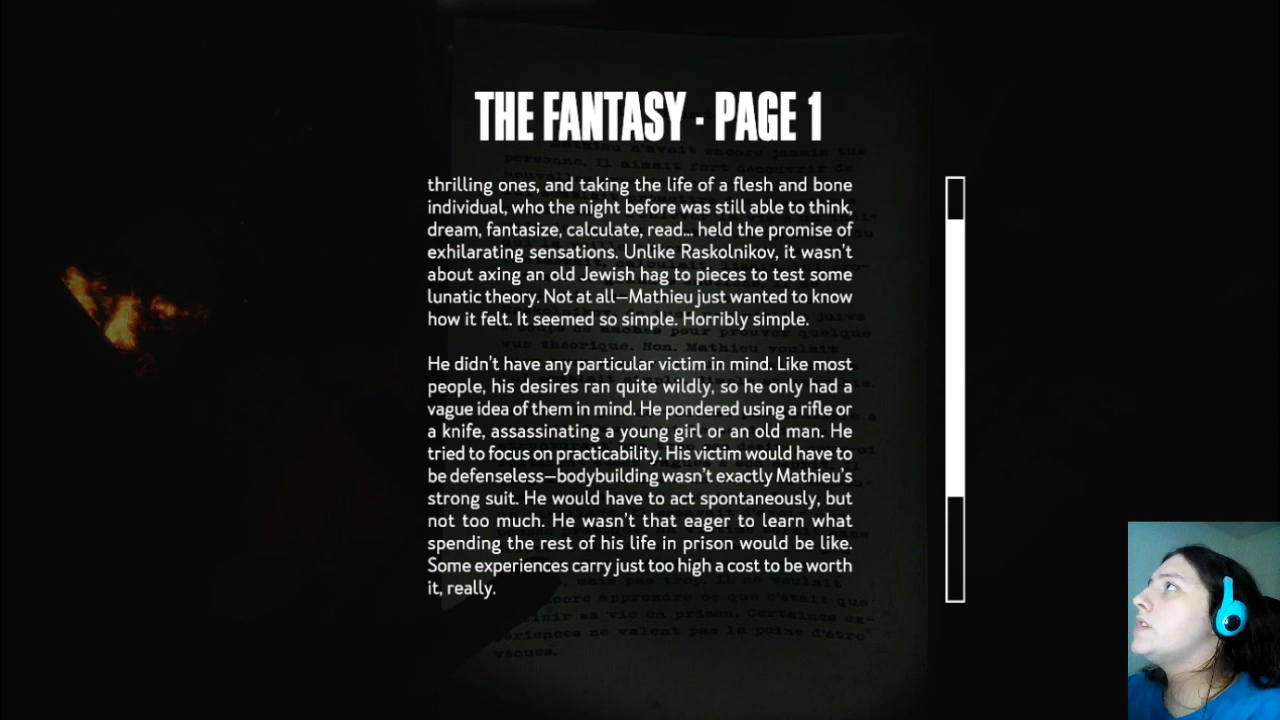 THE FANTASY - PAGE 1
thrilling ones, and taking the life of a flesh and bone
individual, who the night before was still able to think,
dream, fantasize, calculate, read... held the promise of
exhilarating sensations. Unlike Raskolnikov, it wasn't
about axing an old Jewish hag to pieces to test some
lunatic theory. Not at all—Mathieu just wanted to know
how it felt. It seemed so simple. Horribly simple.
He didn't have any particular victim in mind. Like most
people, his desires ran quite wildly, so he only had a
vague idea of them in mind. He pondered using a rifle or
a knife, assassinating a young girl or an old man. He
tried to focus on practicability. His victim would have to
be defenseless—bodybuilding wasn't exactly Mathieu's
strong suit. He would have to act spontaneously, but
not too much. He wasn't that eager to learn what
spending the rest of his life in prison would be like.
Some experiences carry just too high a cost to be worth
it, really.